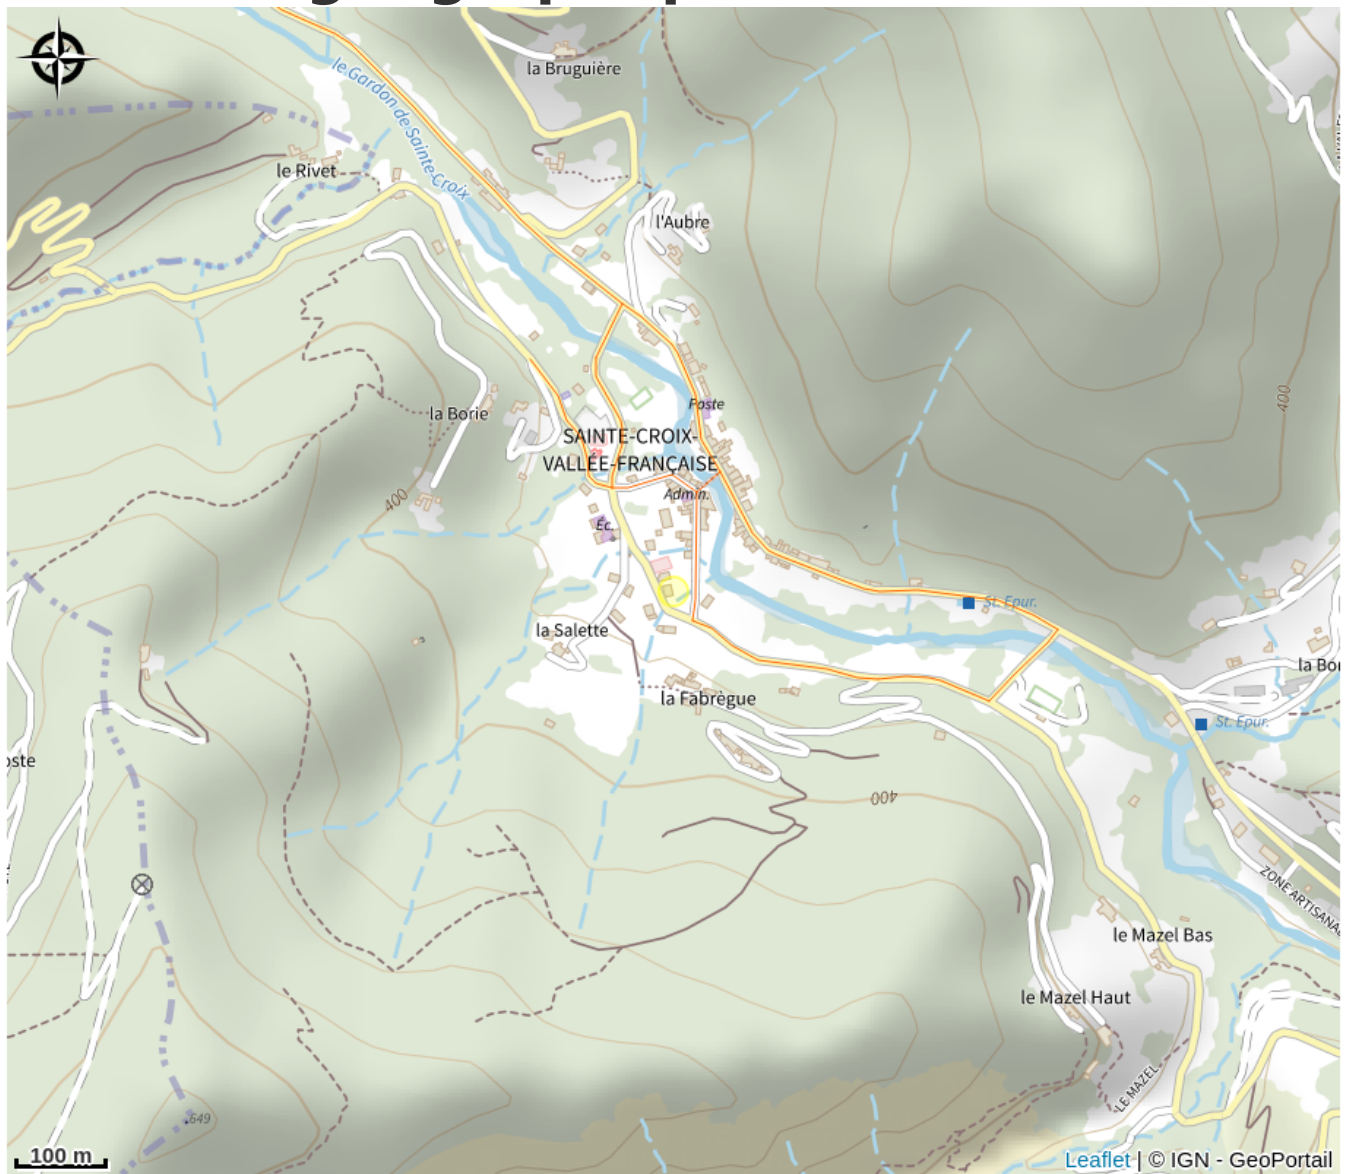 la Bruguière
le Gardon de Sainte-Croix
le Rivet
l'Aubre
Poste
400
la Borie
SAINTE-CROIX-
VALLÉE-FRANÇAISE
Admin.
400
Éc.
St. Epur.
la Salette
la Fabrègue
St. Epur.
400
ZONE ARTISANA
le Mazel Bas
le Mazel Haut
LE MAZEL
649
100 m
Leaflet | © IGN - GeoPortail